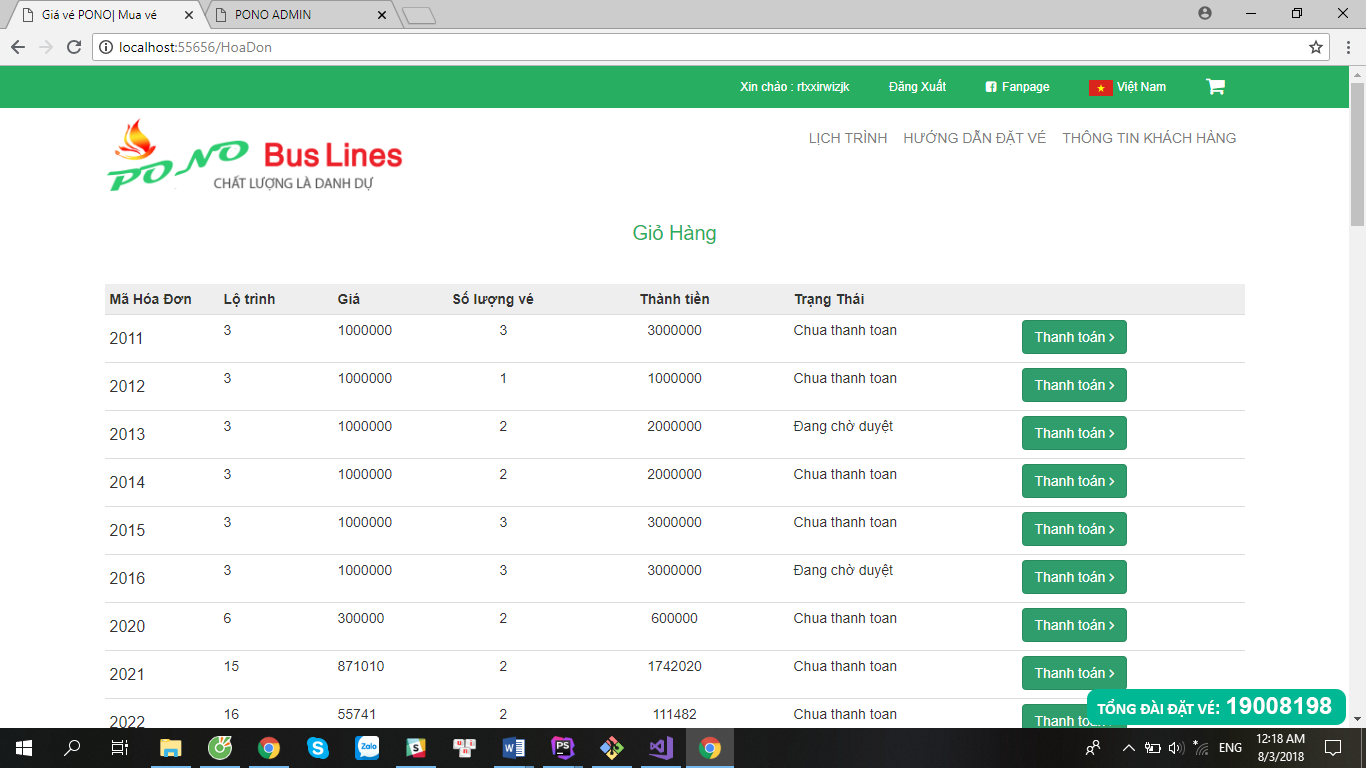 Giá vé PONO| Mua vé
PONO ADMIN
localhost:55656/HoaDon
Xin chào : rtxxirwizjk Đăng Xuất Fanpage Việt Nam
PONO Bus Lines
CHẤT LƯỢNG LÀ DANH DỰ
LỊCH TRÌNH HƯỚNG DẪN ĐẶT VÉ THÔNG TIN KHÁCH HÀNG
Giỏ Hàng
Mã Hóa Đơn Lộ trình Giá Số lượng vé Thành tiền Trạng Thái
2011 3 1000000 3 3000000 Chua thanh toan Thanh toán
2012 3 1000000 1 1000000 Chua thanh toan Thanh toán
2013 3 1000000 2 2000000 Đang chờ duyệt Thanh toán
2014 3 1000000 2 2000000 Chua thanh toan Thanh toán
2015 3 1000000 3 3000000 Chua thanh toan Thanh toán
2016 3 1000000 3 3000000 Đang chờ duyệt Thanh toán
2020 6 300000 2 600000 Chua thanh toan Thanh toán
2021 15 871010 2 1742020 Chua thanh toan Thanh toán
2022 16 55741 2 111482 Chua thanh toan Thanh toán
TỔNG ĐÀI ĐẶT VÉ: 19008198
Zalo
PS
ENG
12:18 AM
8/3/2018